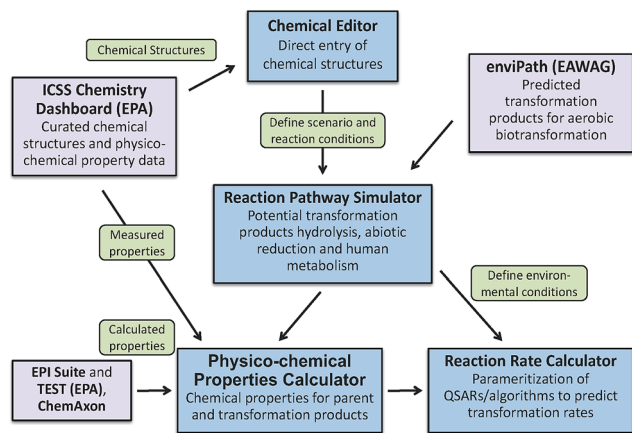 Chemical Structures
Chemical Editor
Direct entry of
chemical structures
ICSS Chemistry
Dashboard (EPA)
Curated chemical
structures and physico-
chemical property data
enviPath (EAWAG)
Predicted
transformation
products for aerobic
biotransformation
Define scenario and
reaction conditions
Reaction Pathway Simulator
Potential transformation
products hydrolysis, abiotic
reduction and human
metabolism
Measured
properties
Define environ-
mental conditions
Calculated
properties
EPI Suite and
TEST (EPA),
ChemAxon
Physico-chemical
Properties Calculator
Chemical properties for parent
and transformation products
Reaction Rate Calculator
Parameritization of
QSARs/algorithms to predict
transformation rates